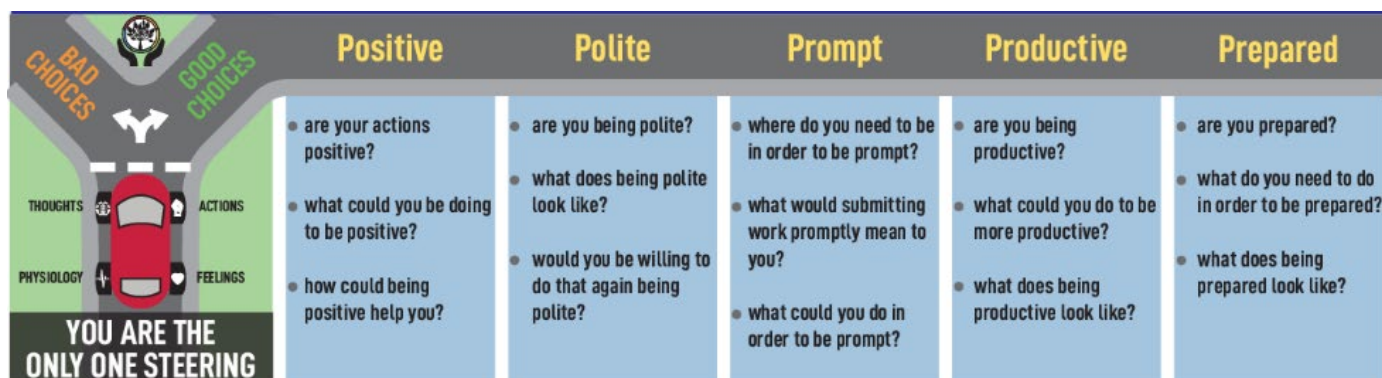 BAD
CHOICES
GOOD
CHOICES
THOUGHTS
ACTIONS
PHYSIOLOGY
FEELINGS
YOU ARE THE
ONLY ONE STEERING
Positive
are your actions
positive?
what could you be doing
to be positive?
how could being
positive help you?
Polite
are you being polite?
what does being polite
look like?
would you be willing to
do that again being
polite?
Prompt
where do you need to be
in order to be prompt?
what would submitting
work promptly mean to
you?
what could you do in
order to be prompt?
Productive
are you being
productive?
what could you do to be
more productive?
what does being
productive look like?
Prepared
are you prepared?
what do you need to do
in order to be prepared?
what does being
prepared look like?